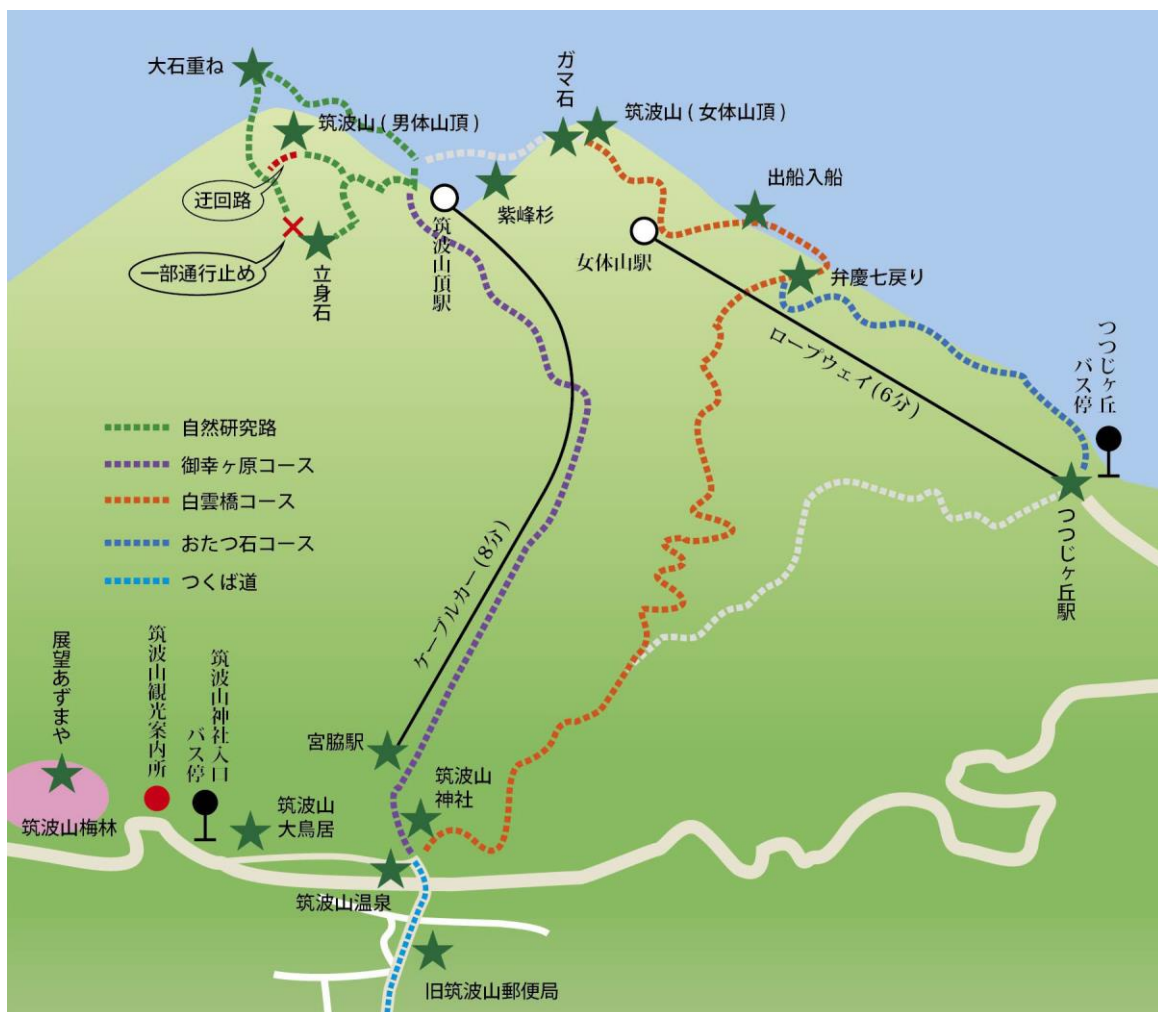 大石重ね
ガマ石
筑波山(男体山頂)
筑波山(女体山頂)
迂回路
出船入船
紫峰杉
一部通行止め
立身石
筑波山頂駅
女体山駅
弁慶七戻り
ロープウェイ(6分)
つつじヶ丘
バス停
自然研究路
御幸ヶ原コース
白雲橋コース
おたつ石コース
つくば道
ケーブルカー(8分)
つつじヶ丘駅
展望あずまや
筑波山観光案内所
筑波山神社入口
バス停
宮脇駅
筑波山
神社
筑波山
大鳥居
筑波山梅林
筑波山温泉
旧筑波山郵便局